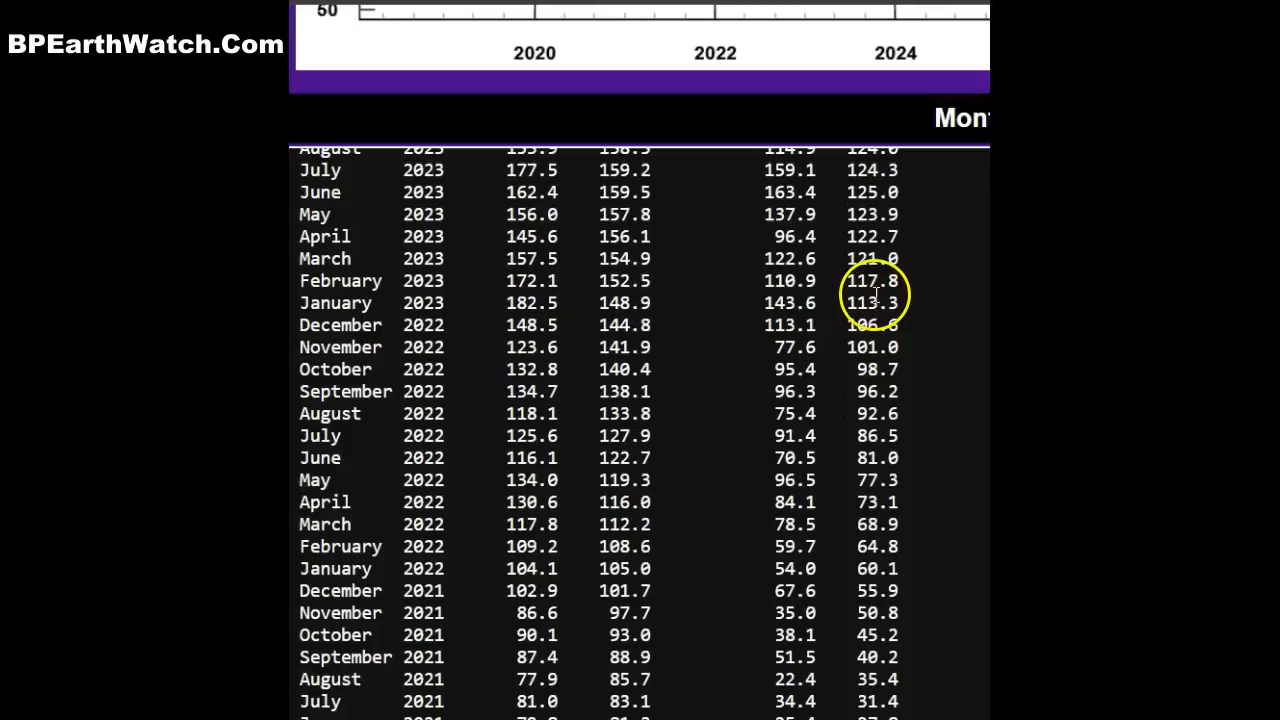 50
BPEarthWatch.Com
2020 2022 2024
Mon
August 2023 124.0
July 2023 177.5 159.2 159.1 124.3
June 2023 162.4 159.5 163.4 125.0
May 2023 156.0 157.8 137.9 123.9
April 2023 145.6 156.1 96.4 122.7
March 2023 157.5 154.9 122.6 121.0
February 2023 172.1 152.5 110.9 117.8
January 2023 182.5 148.9 143.6 113.3
December 2022 148.5 144.8 113.1 106.6
November 2022 123.6 141.9 77.6 101.0
October 2022 132.8 140.4 95.4 98.7
September 2022 134.7 138.1 96.3 96.2
August 2022 118.1 133.8 75.4 92.6
July 2022 125.6 127.9 91.4 86.5
June 2022 116.1 122.7 70.5 81.0
May 2022 134.0 119.3 96.5 77.3
April 2022 130.6 116.0 84.1 73.1
March 2022 117.8 112.2 78.5 68.9
February 2022 109.2 108.6 59.7 64.8
January 2022 104.1 105.0 54.0 60.1
December 2021 102.9 101.7 67.6 55.9
November 2021 86.6 97.7 35.0 50.8
October 2021 90.1 93.0 38.1 45.2
September 2021 87.4 88.9 51.5 40.2
August 2021 77.9 85.7 22.4 35.4
July 2021 81.0 83.1 34.4 31.4